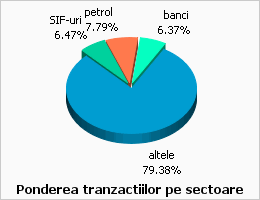 petrol
7.79%
SIF-uri
6.47%
banci
6.37%
altele
79.38%
Ponderea tranzactiilor pe sectoare